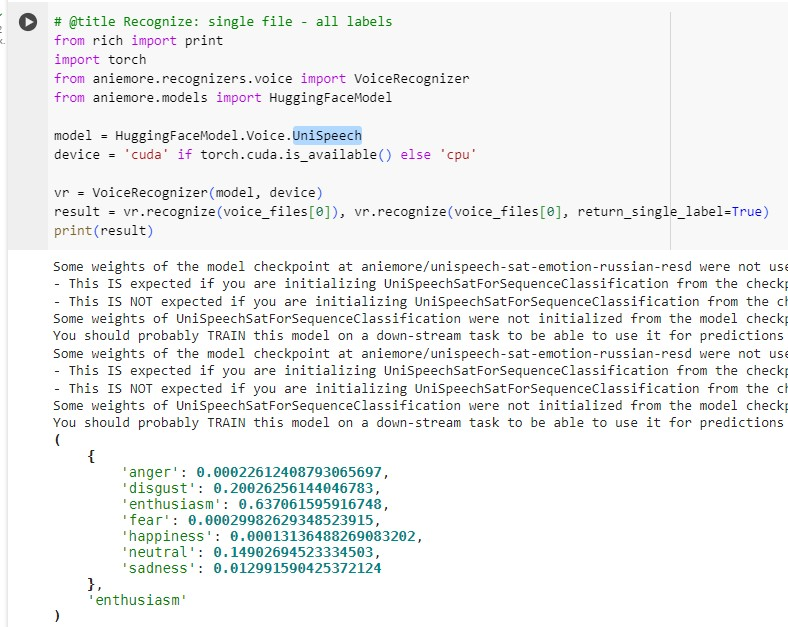 # @title Recognize: single file - all labels
from rich import print
import torch
from aniemore.recognizers.voice import VoiceRecognizer
from aniemore.models import HuggingFaceModel
model = HuggingFaceModel.Voice.UniSpeech
device = 'cuda' if torch.cuda.is_available() else 'cpu'
vr = VoiceRecognizer(model, device)
result = vr.recognize(voice_files[0]), vr.recognize(voice_files[0], return_single_label=True)
print(result)
Some weights of the model checkpoint at aniemore/unispeech-sat-emotion-russian-resd were not
- This IS expected if you are initializing UniSpeechSatForSequenceClassification from the
- This IS NOT expected if you are initializing UniSpeechSatForSequenceClassification from the
Some weights of UniSpeechSatForSequenceClassification were not initialized from the model
You should probably TRAIN this model on a down-stream task to be able to use it for predictions
Some weights of the model checkpoint at aniemore/unispeech-sat-emotion-russian-resd were not
- This IS expected if you are initializing UniSpeechSatForSequenceClassification from the
- This IS NOT expected if you are initializing UniSpeechSatForSequenceClassification from the
Some weights of UniSpeechSatForSequenceClassification were not initialized from the model
You should probably TRAIN this model on a down-stream task to be able to use it for predictions
(
{
'anger': 0.00022612408793065697,
'disgust': 0.20026256144046783,
'enthusiasm': 0.637061595916748,
'fear': 0.00029982629348523915,
'happiness': 0.00013136488269083202,
'neutral': 0.14902694523334503,
'sadness': 0.012991590425372124
},
'enthusiasm'
)